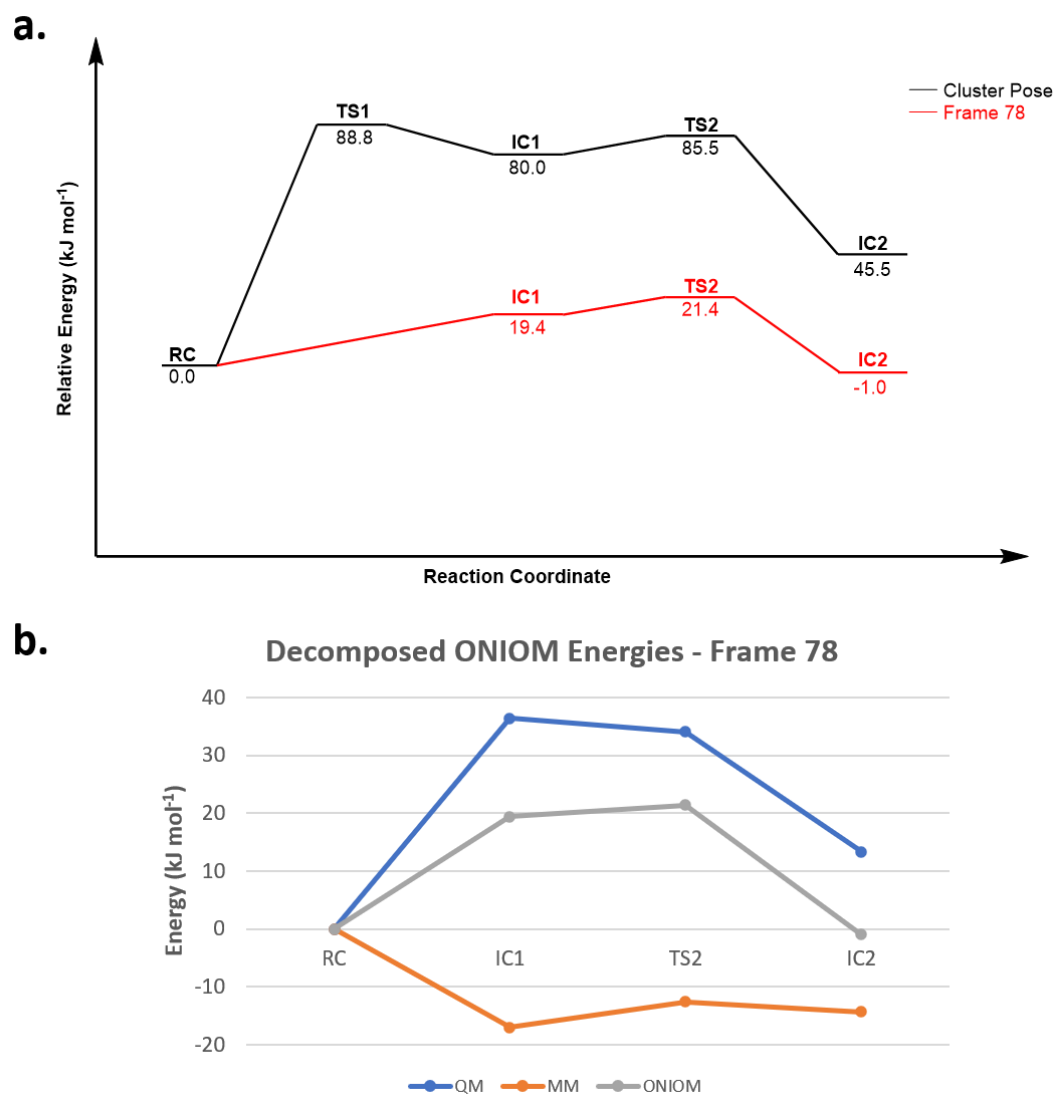 a.
Cluster Pose
Frame 78
TS1
88.8
IC1
80.0
TS2
85.5
IC2
45.5
IC1
19.4
TS2
21.4
RC
0.0
IC2
-1.0
Relative Energy (kJ mol⁻¹)
Reaction Coordinate
b.
Decomposed ONIOM Energies - Frame 78
40
30
20
10
0
-10
-20
Energy (kJ mol⁻¹)
RC
IC1
TS2
IC2
QM
MM
ONIOM